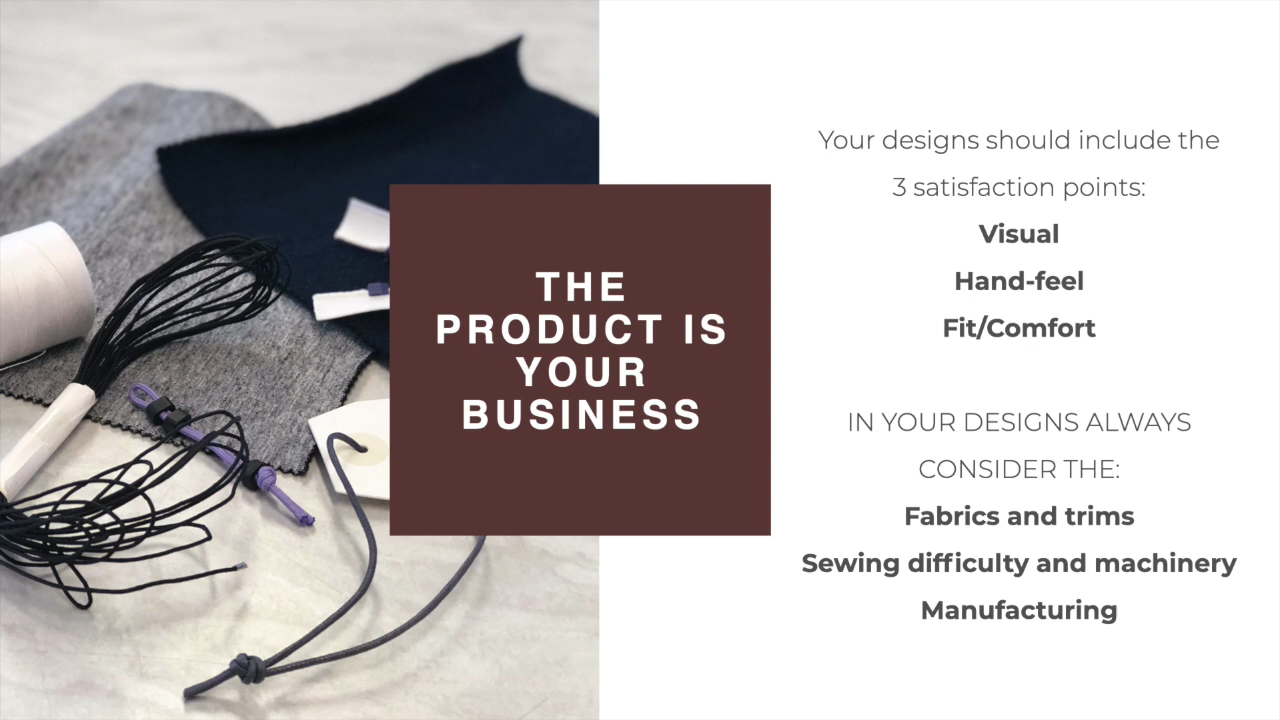 THE
PRODUCT IS
YOUR
BUSINESS
Your designs should include the
3 satisfaction points:
Visual
Hand-feel
Fit/Comfort
IN YOUR DESIGNS ALWAYS
CONSIDER THE:
Fabrics and trims
Sewing difficulty and machinery
Manufacturing